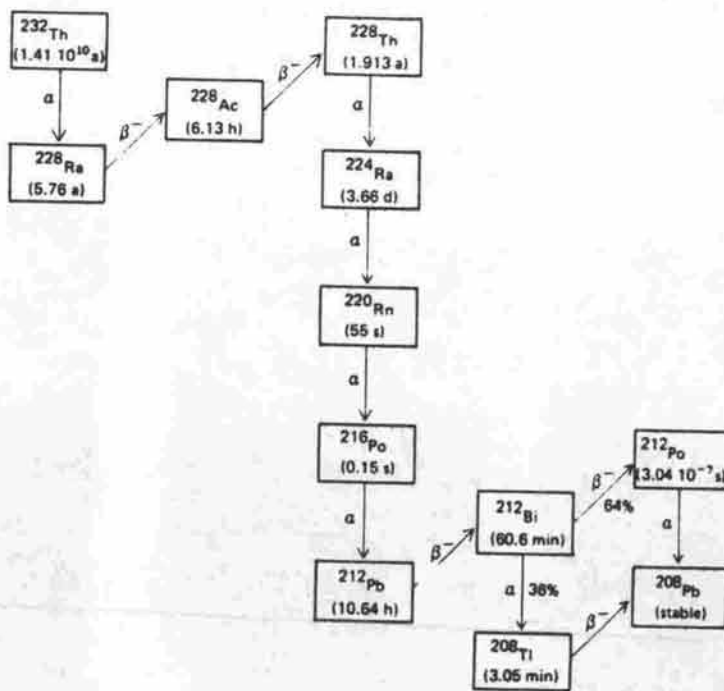 232Th
(1.41 10^10 a)
α
228Ra
(5.76 a)
β−
228Ac
(6.13 h)
β−
228Th
(1.913 a)
α
224Ra
(3.66 d)
α
220Rn
(55 s)
α
216Po
(0.15 s)
α
212Pb
(10.64 h)
β−
212Bi
(60.6 min)
β−
64%
212Po
(3.04 10^−7 s)
α
α 36%
208Tl
(3.05 min)
β−
208Pb
(stable)